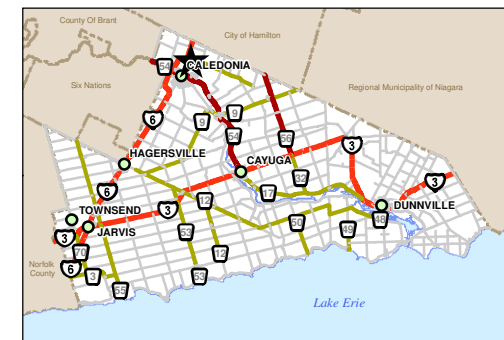 County Of Brant
City of Hamilton
54
CALEDONIA
Six Nations
Regional Municipality of Niagara
6
9
9
54
56
3
HAGERSVILLE
CAYUGA
32
3
6
17
12
3
TOWNSEND
DUNNVILLE
48
JARVIS
50
49
3
53
70
12
6
3
53
55
Norfolk
County
Lake Erie